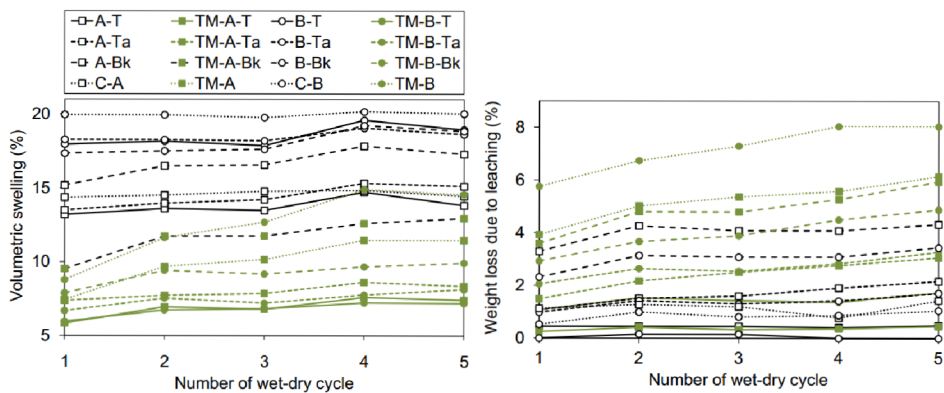 A-T TM-A-T B-T TM-B-T
A-Ta TM-A-Ta B-Ta TM-B-Ta
A-Bk TM-A-Bk B-Bk TM-B-Bk
C-A TM-A C-B TM-B
Volumetric swelling (%)
20
15
10
5
1 2 3 4 5
Number of wet-dry cycle
Weight loss due to leaching (%)
8
6
4
2
0
1 2 3 4 5
Number of wet-dry cycle